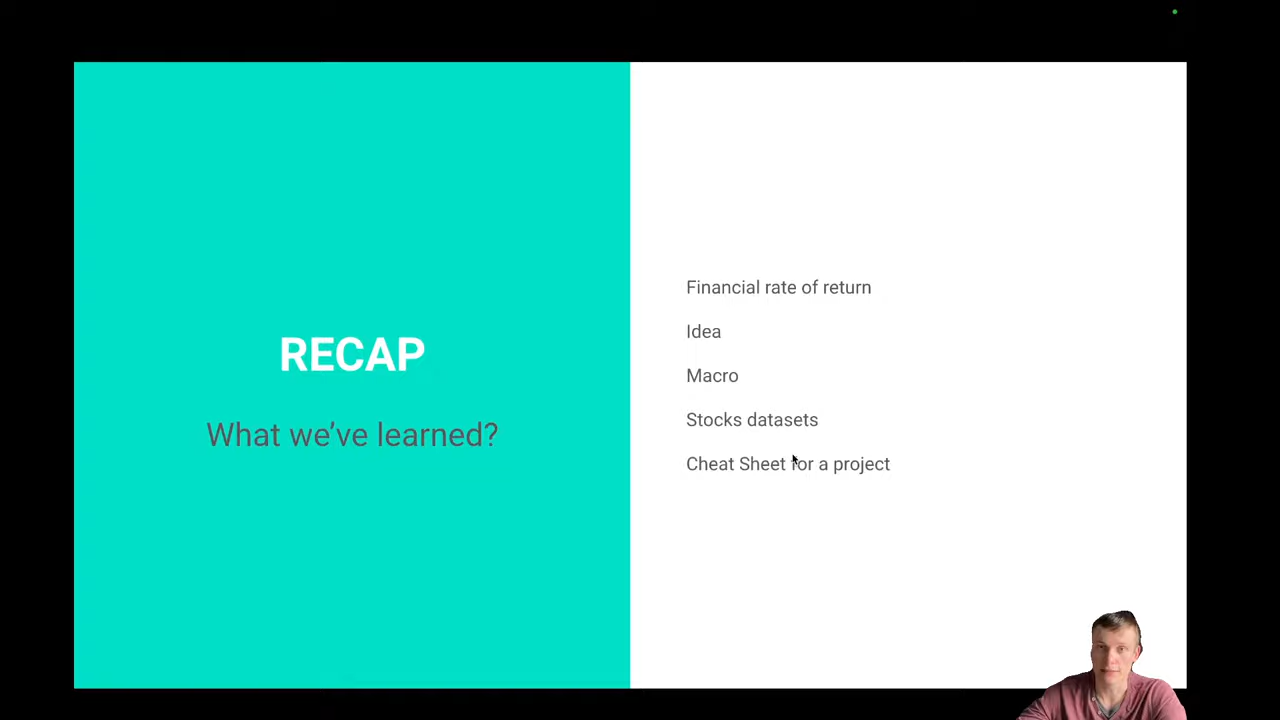 RECAP
What we've learned?
Financial rate of return
Idea
Macro
Stocks datasets
Cheat Sheet for a project